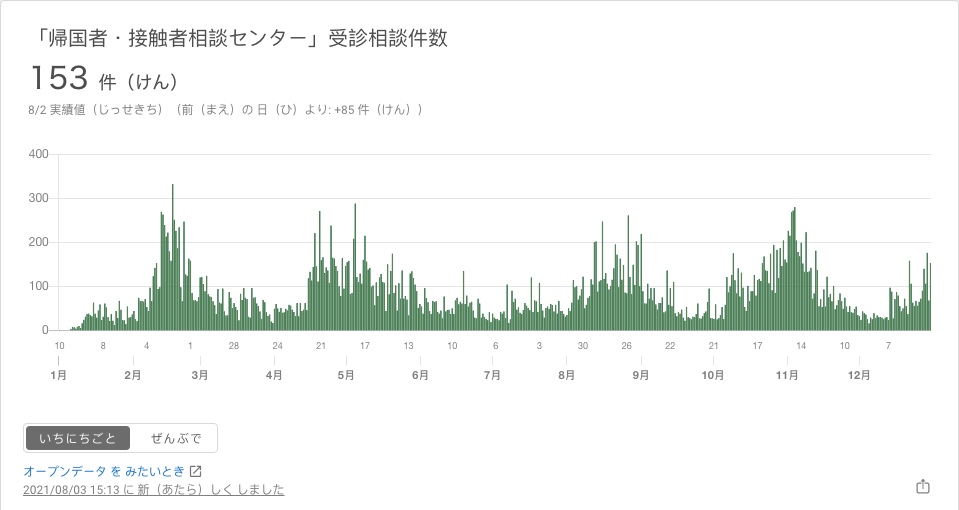 「帰国者・接触者相談センター」受診相談件数
153 件（けん）
8/2 実績値（じっせきち）（前（まえ）の 日（ひ）より: +85 件（けん））
400
300
200
100
0
10 8 4 1 28 24 21 17 13 10 6 3 30 26 22 21 17 14 10 7
1月 2月 3月 4月 5月 6月 7月 8月 9月 10月 11月 12月
いちにちごと ぜんぶで
オープンデータ を みたいとき
2021/08/03 15:13 に 新（あたら）しく しました